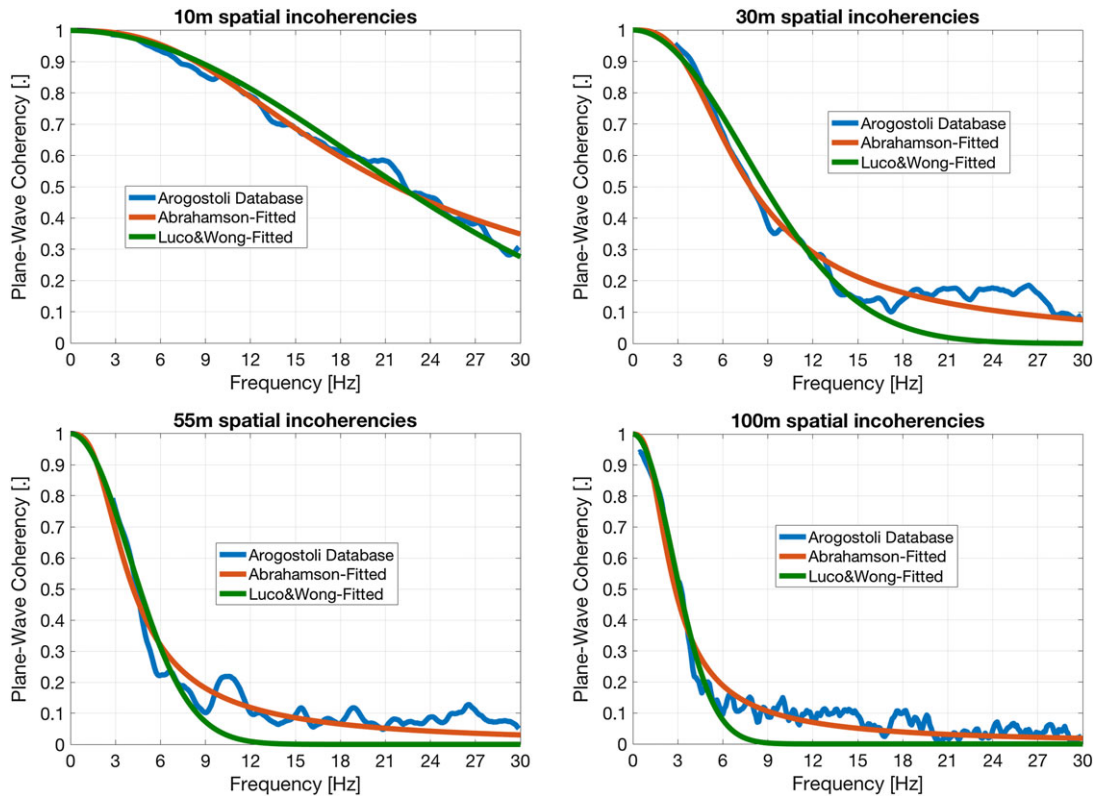 10m spatial incoherencies
Plane-Wave Coherency [.]
1
0.9
0.8
0.7
0.6
0.5
0.4
0.3
0.2
0.1
0
Arogostoli Database
Abrahamson-Fitted
Luco&Wong-Fitted
0 3 6 9 12 15 18 21 24 27 30
Frequency [Hz]
30m spatial incoherencies
Plane-Wave Coherency [.]
1
0.9
0.8
0.7
0.6
0.5
0.4
0.3
0.2
0.1
0
Arogostoli Database
Abrahamson-Fitted
Luco&Wong-Fitted
0 3 6 9 12 15 18 21 24 27 30
Frequency [Hz]
55m spatial incoherencies
Plane-Wave Coherency [.]
1
0.9
0.8
0.7
0.6
0.5
0.4
0.3
0.2
0.1
0
Arogostoli Database
Abrahamson-Fitted
Luco&Wong-Fitted
0 3 6 9 12 15 18 21 24 27 30
Frequency [Hz]
100m spatial incoherencies
Plane-Wave Coherency [.]
1
0.9
0.8
0.7
0.6
0.5
0.4
0.3
0.2
0.1
0
Arogostoli Database
Abrahamson-Fitted
Luco&Wong-Fitted
0 3 6 9 12 15 18 21 24 27 30
Frequency [Hz]